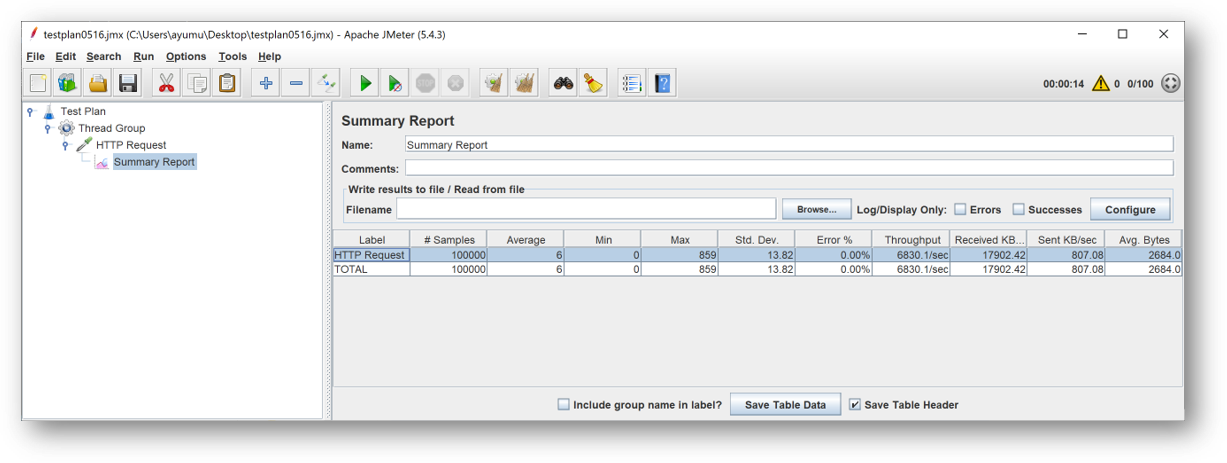 testplan0516.jmx (C:\Users\ayumu\Desktop\testplan0516.jmx) - Apache JMeter (5.4.3)
File Edit Search Run Options Tools Help
STOP 00:00:14 0 0/100
Test Plan
Thread Group
HTTP Request
Summary Report
Summary Report
Name: Summary Report
Comments:
Write results to file / Read from file
Filename Browse... Log/Display Only: Errors Successes Configure
Label # Samples Average Min Max Std. Dev. Error % Throughput Received KB... Sent KB/sec Avg. Bytes
HTTP Request 100000 6 0 859 13.82 0.00% 6830.1/sec 17902.42 807.08 2684.0
TOTAL 100000 6 0 859 13.82 0.00% 6830.1/sec 17902.42 807.08 2684.0
Include group name in label? Save Table Data Save Table Header